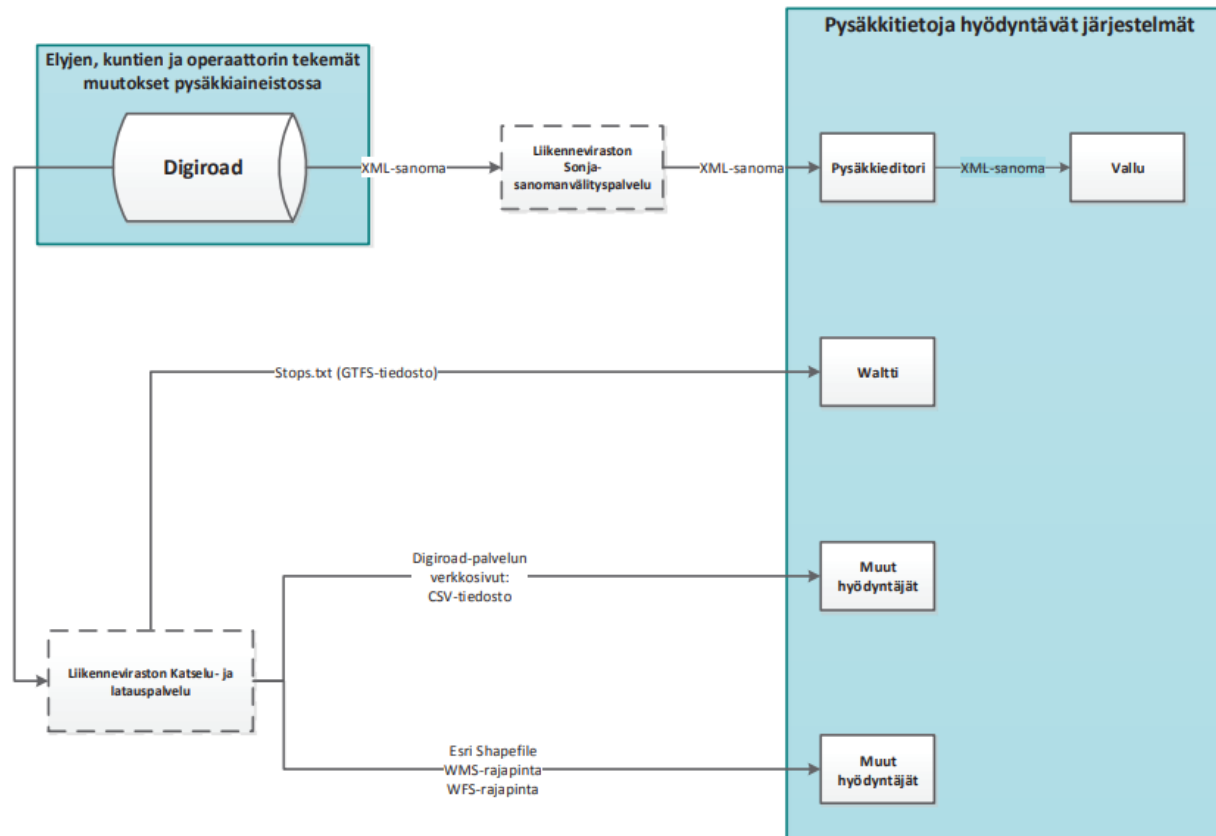 Pysäkkitietoja hyödyntävät järjestelmät
Elyjen, kuntien ja operaattorin tekemät
muutokset pysäkkiaineistossa
Digiroad
XML-sanoma
Liikenneviraston
Sonja-
sanomanvälityspalvelu
XML-sanoma
Pysäkkieditori
XML-sanoma
Vallu
Stops.txt (GTFS-tiedosto)
Waltti
Digiroad-palvelun
verkkosivut:
CSV-tiedosto
Muut
hyödyntäjät
Liikenneviraston Katselu- ja
latauspalvelu
Esri Shapefile
WMS-rajapinta
WFS-rajapinta
Muut
hyödyntäjät